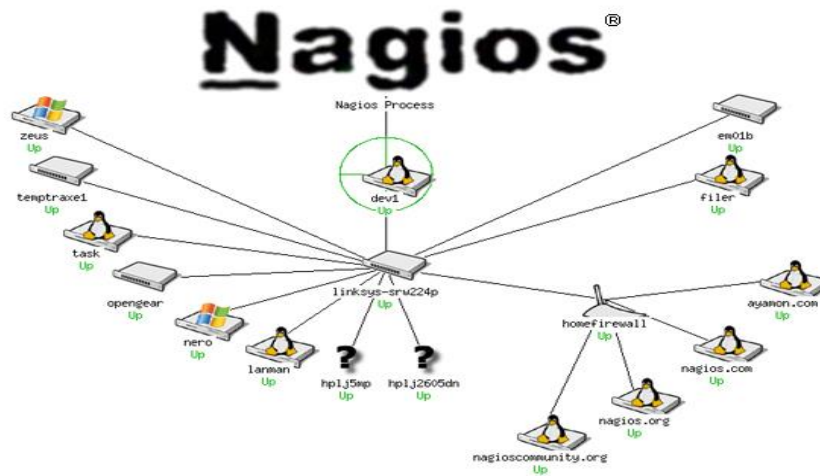 Nagios®
Nagios Process
zeus
Up
em01b
Up
dev1
Up
temptraxe1
Up
filer
Up
task
Up
opengear
Up
linksys-srw224p
Up
ayamon.com
Up
nero
Up
homefirewall
Up
lanman
Up
hplj5mp
Up
hplj2605dn
Up
nagios.com
Up
nagios.org
Up
nagioscommunity.org
Up